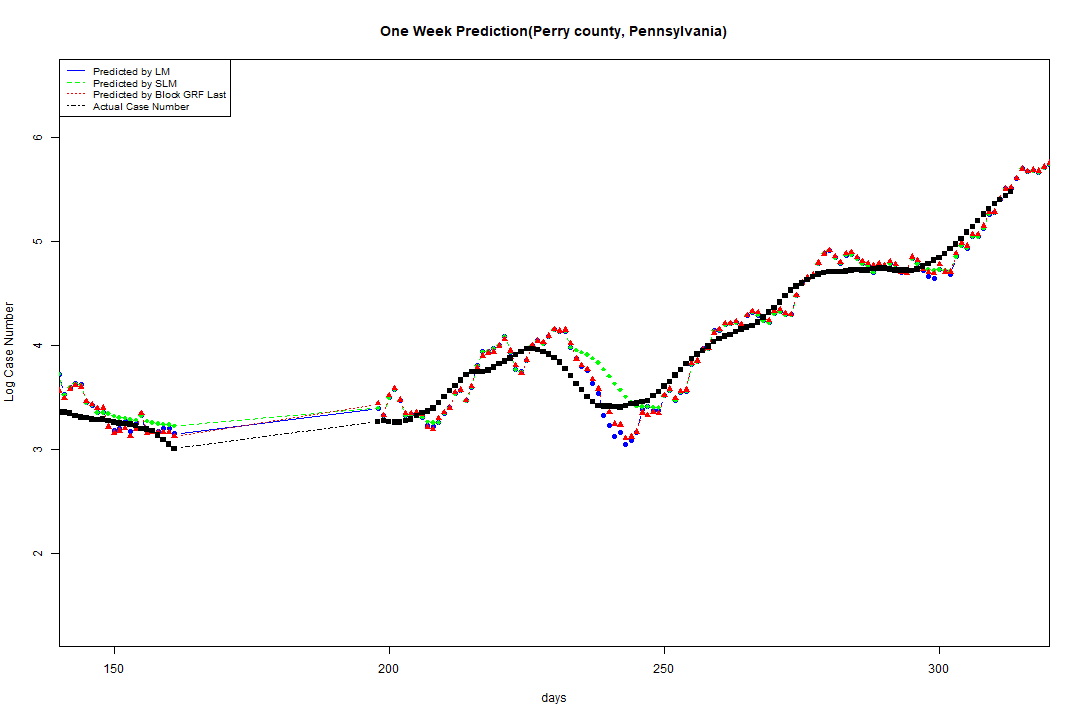 One Week Prediction(Perry county, Pennsylvania)
Predicted by LM
Predicted by SLM
Predicted by Block GRF Last
Actual Case Number
6
5
4
3
2
Log Case Number
150 200 250 300
days